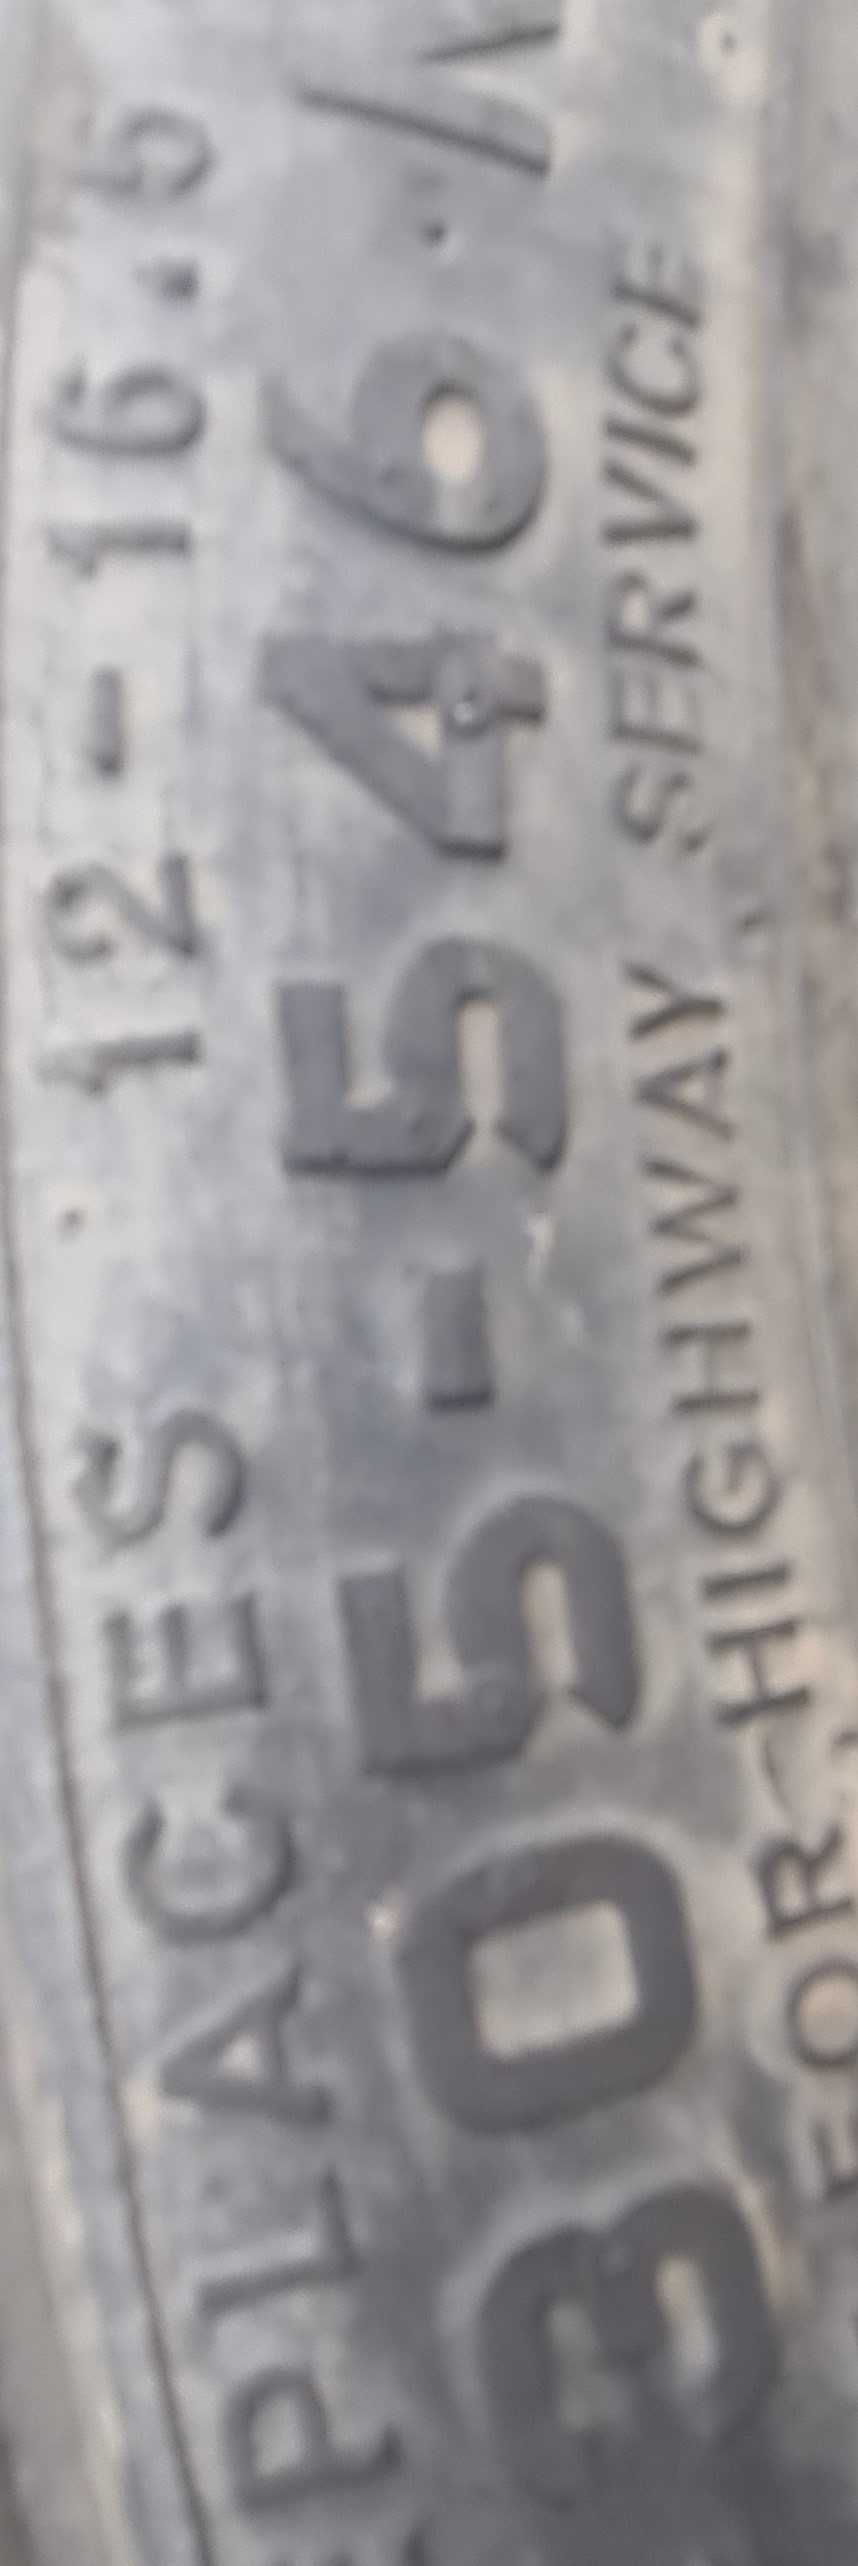 PLACES 12-16.5
305-546
FOR HIGHWAY SERVICE